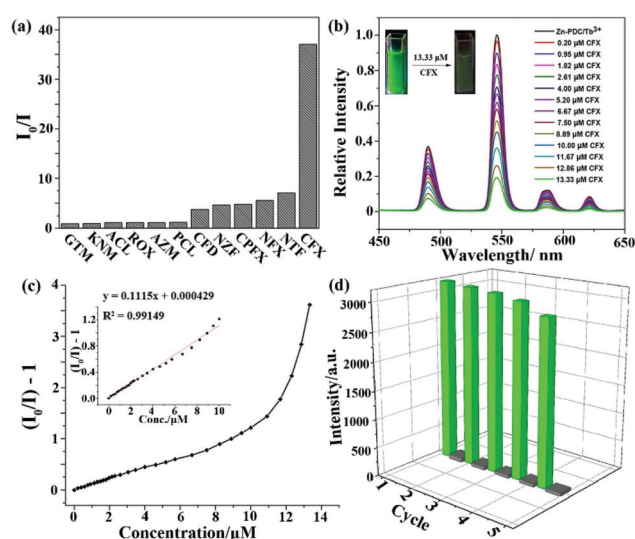 (a)
I₀/I
40
30
20
10
0
GTM KNM ACL ROX AZM PCL CFD NZF CPFX NFX NTF CFX
(b)
Relative Intensity
1.0
0.8
0.6
0.4
0.2
0
450 500 550 600 650
Wavelength/ nm
13.33 µM
CFX
Zn-PDC/Tb³⁺
0.20 µM CFX
0.95 µM CFX
1.82 µM CFX
2.61 µM CFX
4.00 µM CFX
5.20 µM CFX
6.67 µM CFX
7.50 µM CFX
8.89 µM CFX
10.00 µM CFX
11.67 µM CFX
12.86 µM CFX
13.33 µM CFX
(c)
(I₀/I) - 1
4
3
2
1
0
0 2 4 6 8 10 12 14
Concentration/µM
y = 0.1115x + 0.000429
R² = 0.99149
(I₀/I) - 1
1.2
0.8
0.4
0.0
0 2 4 6 8 10
Conc./µM
(d)
Intensity/a.u.
3000
2500
2000
1500
1000
500
0
1 2 3 4 5
Cycle